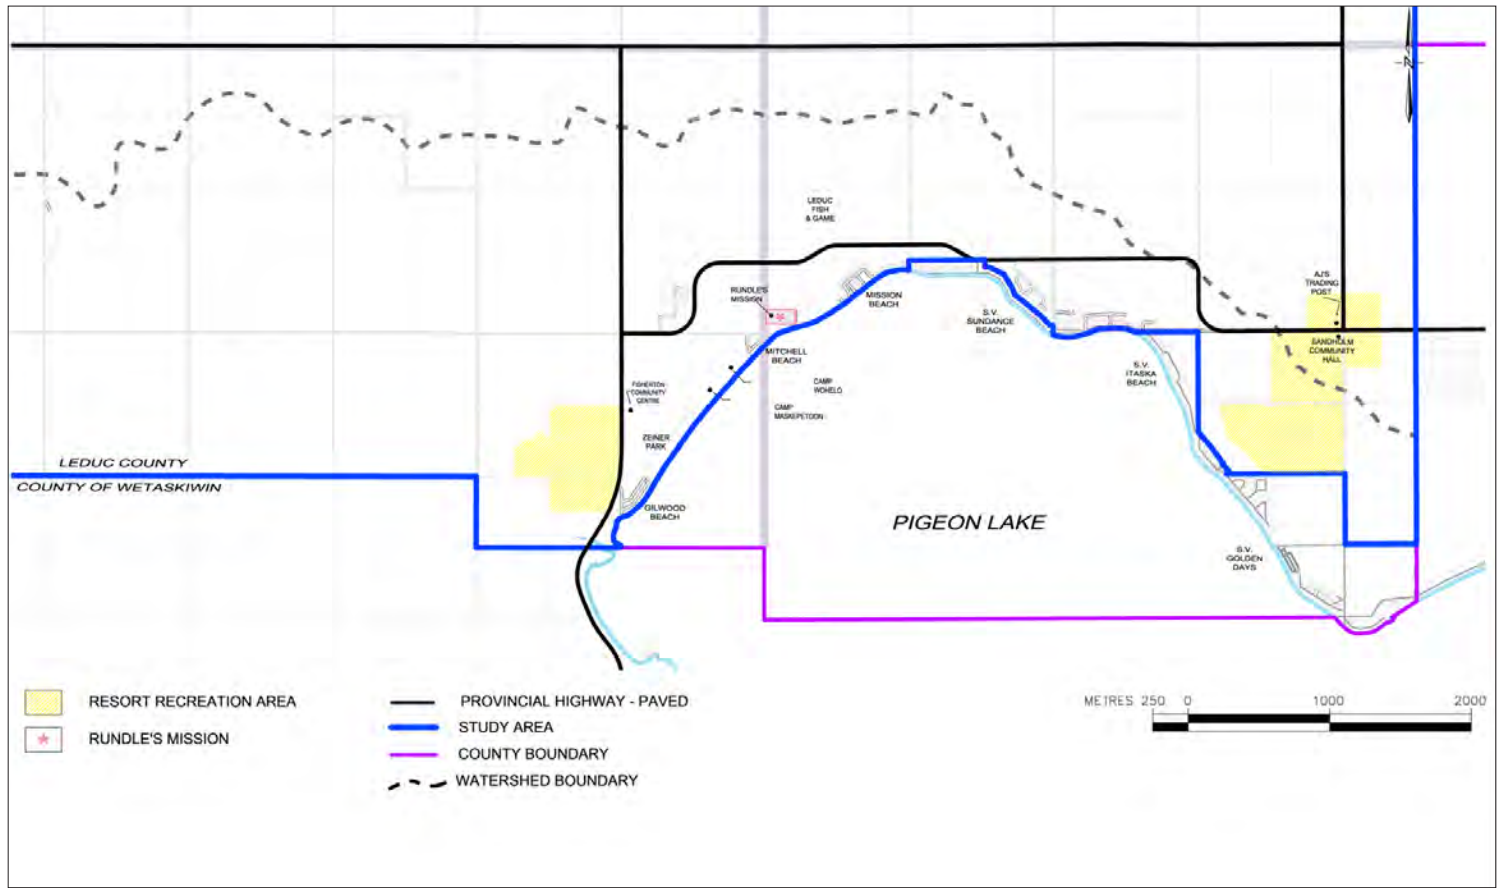 N
LEDUC
FISH
& GAME
AJ'S
TRADING
POST
RUNDLE'S
MISSION
MISSION
BEACH
S.V.
SUNDANCE
BEACH
SANDHOLM
COMMUNITY
HALL
MITCHELL
BEACH
S.V.
ITASKA
BEACH
FISHERTON
COMMUNITY
CENTRE
CAMP
WOHELO
CAMP
MASKEPETOON
ZEINER
PARK
LEDUC COUNTY
COUNTY OF WETASKIWIN
GILWOOD
BEACH
PIGEON LAKE
S.V.
GOLDEN
DAYS
RESORT RECREATION AREA
RUNDLE'S MISSION
PROVINCIAL HIGHWAY - PAVED
STUDY AREA
COUNTY BOUNDARY
WATERSHED BOUNDARY
METRES 250 0 1000 2000